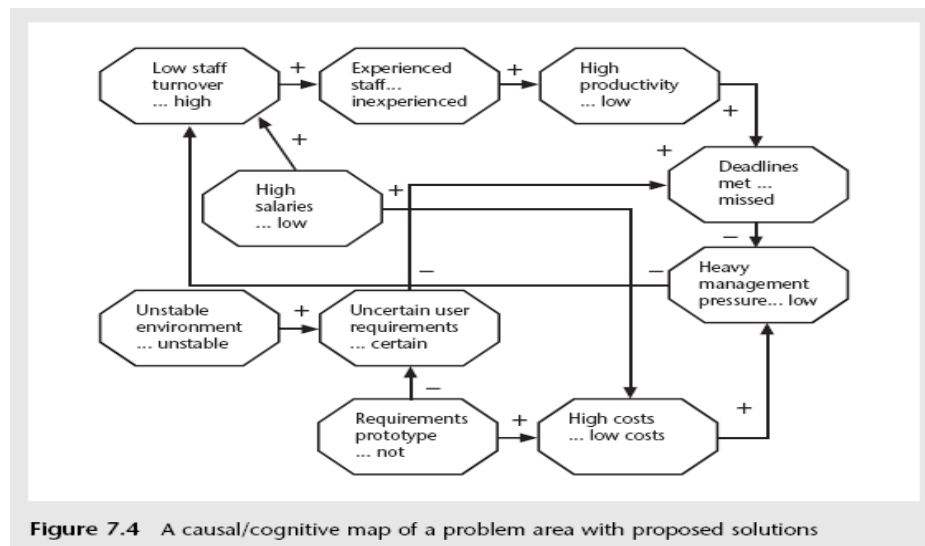 Low staff
turnover
... high
+
Experienced
staff...
inexperienced
+
High
productivity
... low
+
+
+
Deadlines
met ...
missed
High
salaries
... low
+
−
−
−
Heavy
management
pressure... low
Unstable
environment
... unstable
+
Uncertain user
requirements
... certain
−
Requirements
prototype
... not
+
High costs
... low costs
+
Figure 7.4 A causal/cognitive map of a problem area with proposed solutions